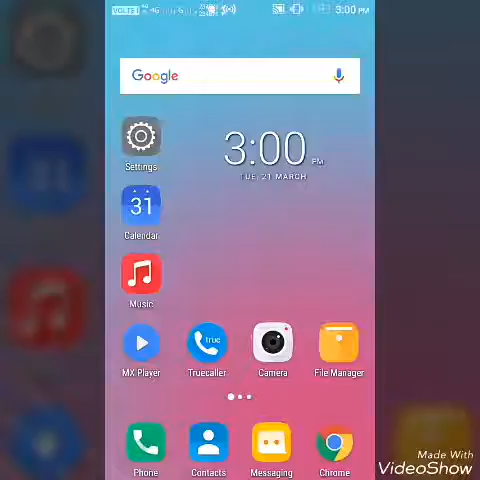 VOLTE 4G 3:00 PM
Google
3:00 PM
TUE, 21 MARCH
Settings
31
Calendar
Music
MX Player
true
Truecaller
Camera
File Manager
Phone
Contacts
Messaging
Chrome
Made With
VideoShow